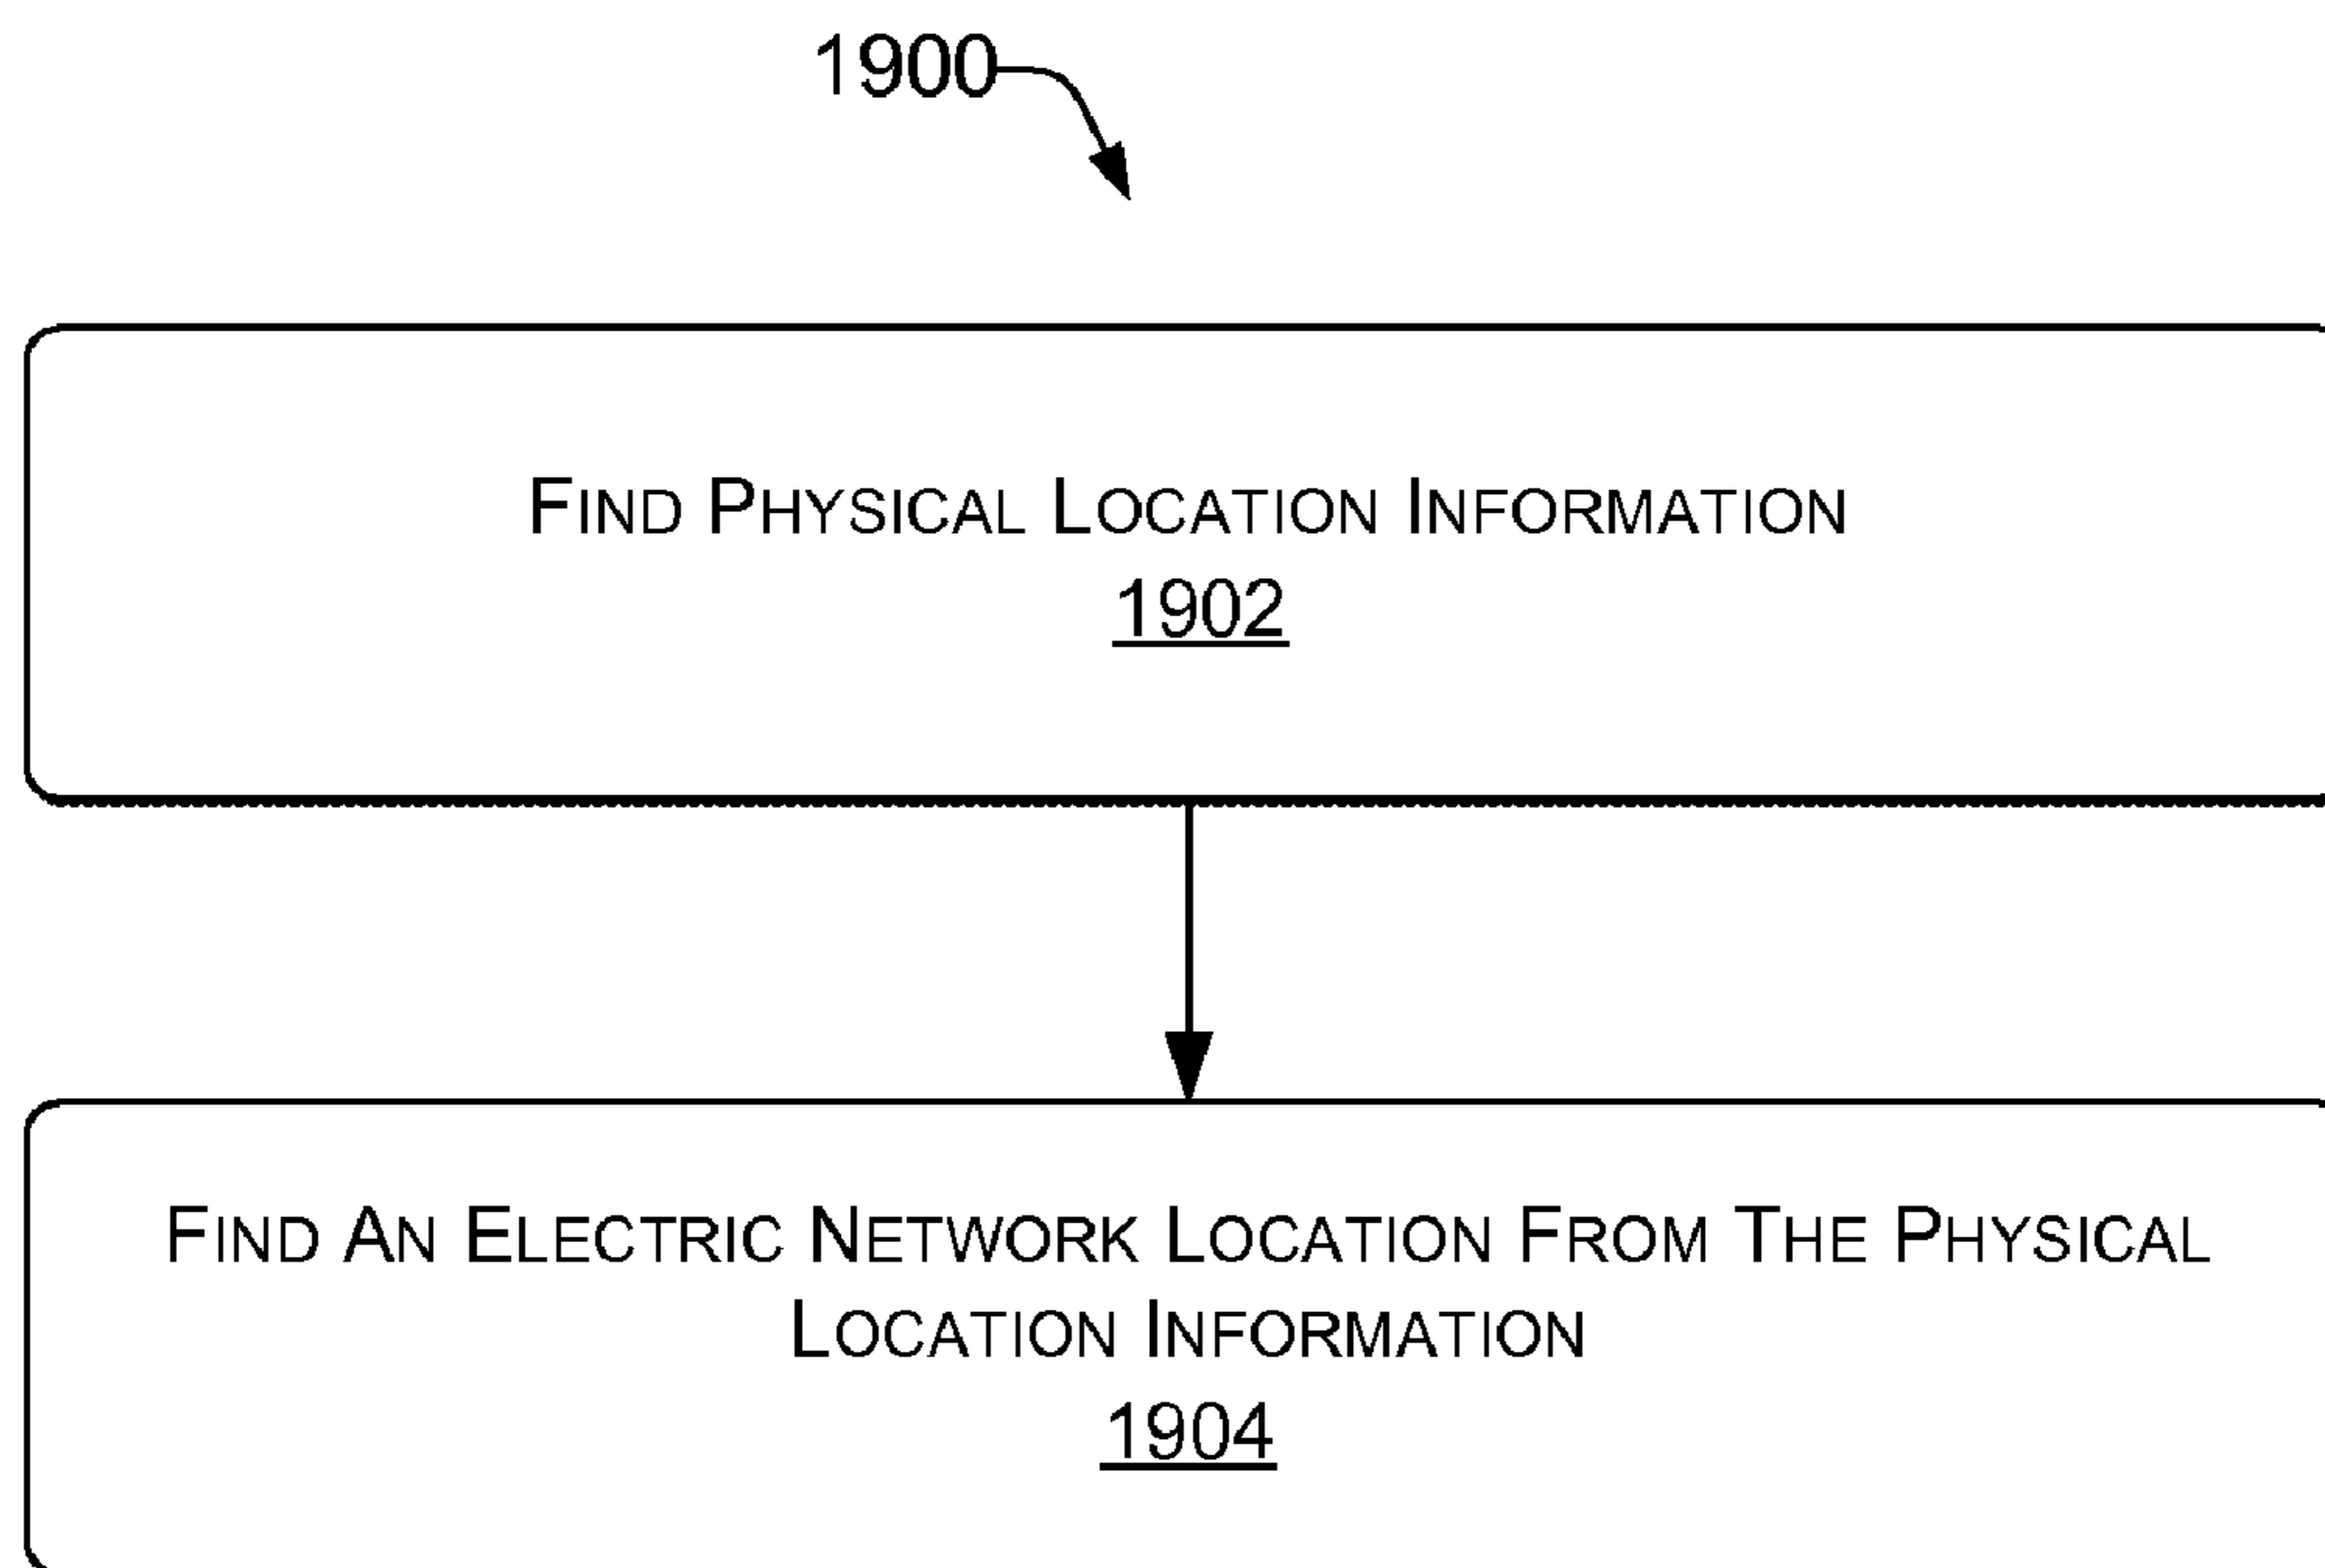 1900
FIND PHYSICAL LOCATION INFORMATION
1902
FIND AN ELECTRIC NETWORK LOCATION FROM THE PHYSICAL
LOCATION INFORMATION
1904